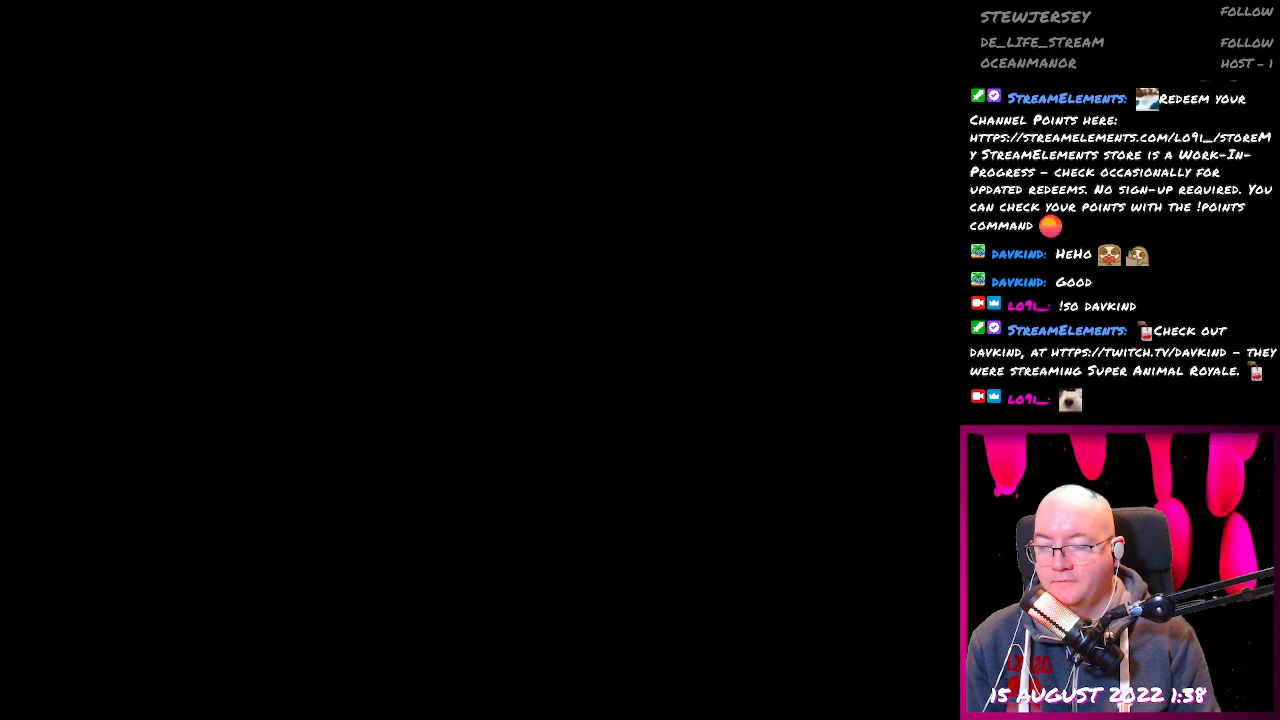 STEWJERSEY FOLLOW
DE_LIFE_STREAM FOLLOW
OCEANMANOR HOST - 1
STREAMELEMENTS: REDEEM YOUR
CHANNEL POINTS HERE:
HTTPS://STREAMELEMENTS.COM/LO9I_/STOREM
Y STREAMELEMENTS STORE IS A WORK-IN-
PROGRESS - CHECK OCCASIONALLY FOR
UPDATED REDEEMS. NO SIGN-UP REQUIRED. YOU
CAN CHECK YOUR POINTS WITH THE !POINTS
COMMAND
DAVKIND: HEHO
DAVKIND: GOOD
LO9I_: !SO DAVKIND
STREAMELEMENTS: CHECK OUT
DAVKIND, AT HTTPS://TWITCH.TV/DAVKIND - THEY
WERE STREAMING SUPER ANIMAL ROYALE.
LO9I_:
15 AUGUST 2022 1:38